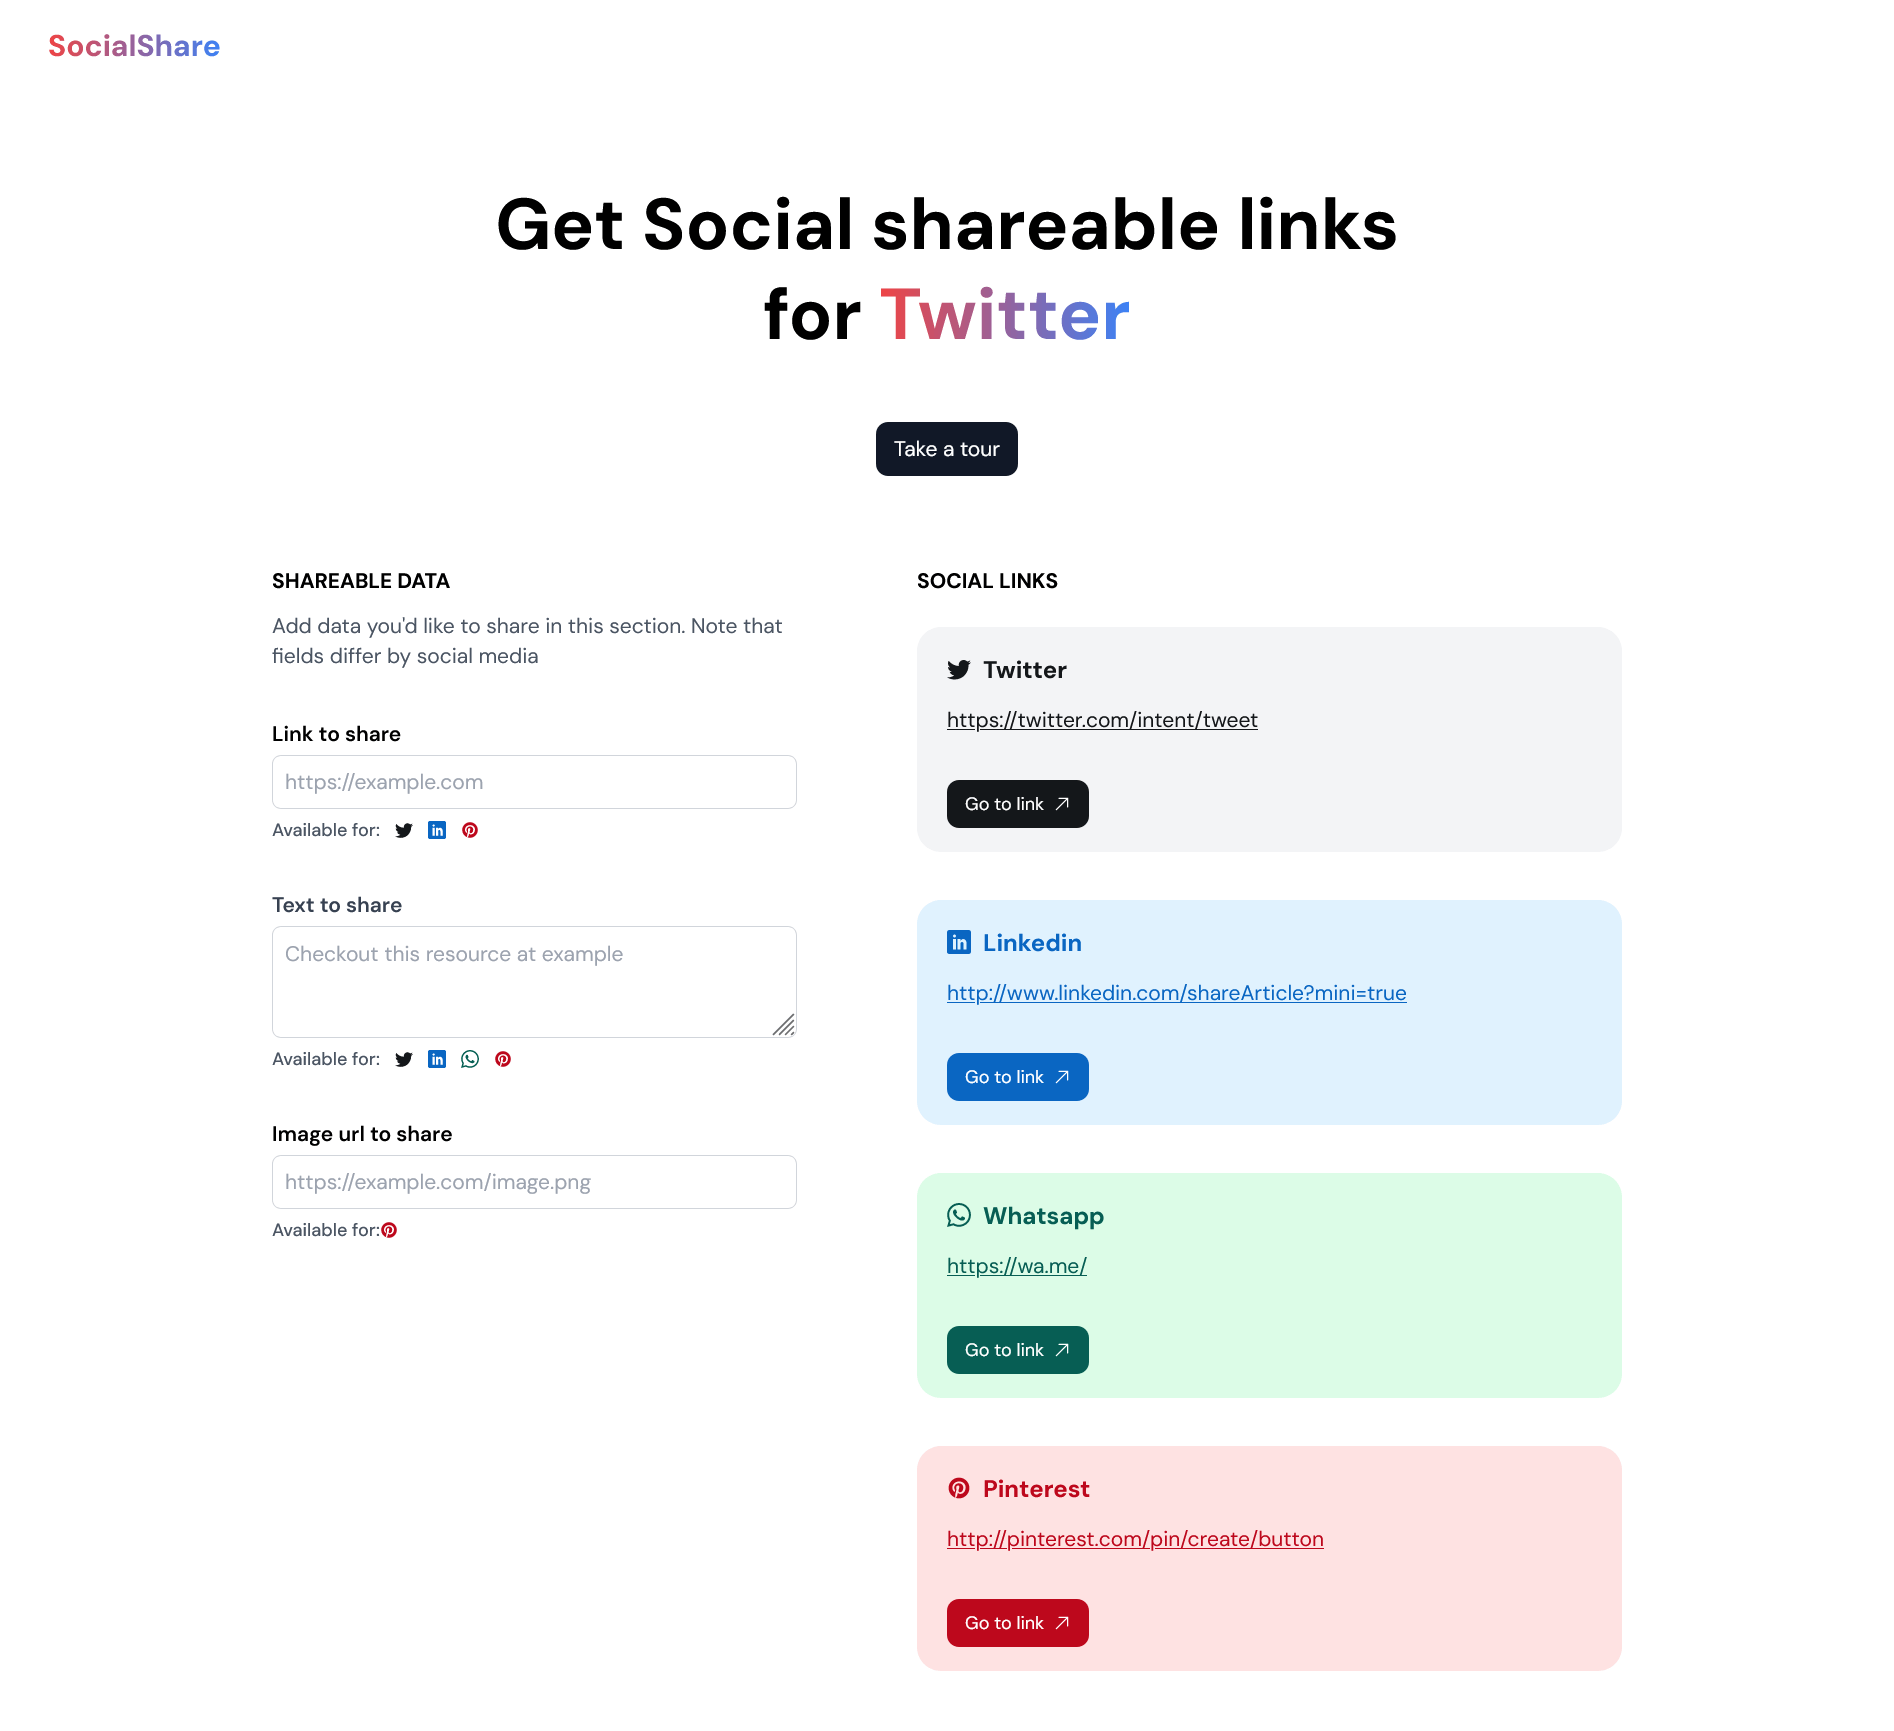 SocialShare
Get Social shareable links
for Twitter
Take a tour
SHAREABLE DATA
Add data you'd like to share in this section. Note that
fields differ by social media
Link to share
https://example.com
Available for:
Text to share
Checkout this resource at example
Available for:
Image url to share
https://example.com/image.png
Available for:
SOCIAL LINKS
Twitter
https://twitter.com/intent/tweet
Go to link
Linkedin
http://www.linkedin.com/shareArticle?mini=true
Go to link
Whatsapp
https://wa.me/
Go to link
Pinterest
http://pinterest.com/pin/create/button
Go to link